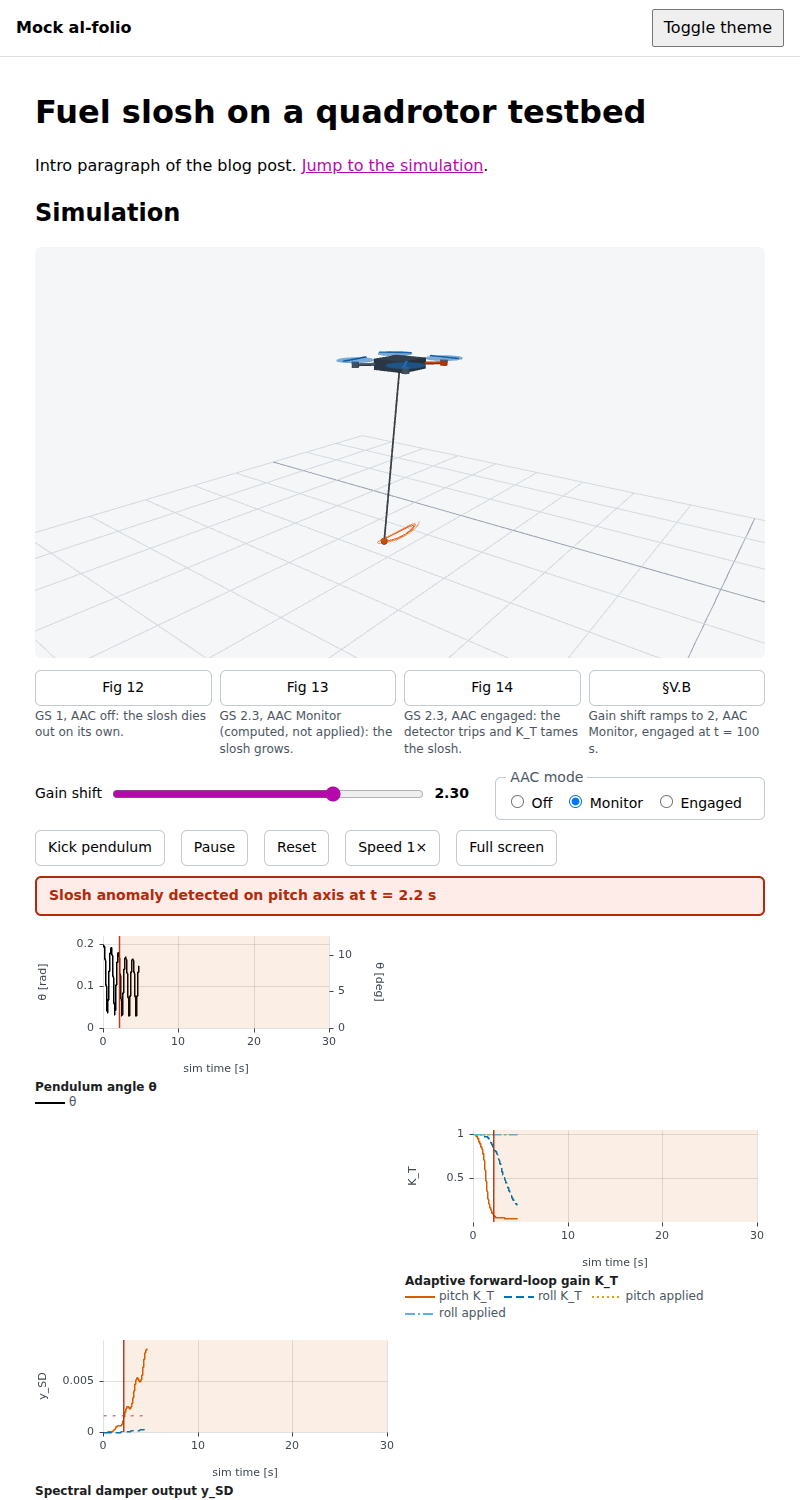 Mock al-folio
Toggle theme
Fuel slosh on a quadrotor testbed
Intro paragraph of the blog post. Jump to the simulation.
Simulation
Fig 12
Fig 13
Fig 14
§V.B
GS 1, AAC off: the slosh dies
out on its own.
GS 2.3, AAC Monitor
(computed, not applied): the
slosh grows.
GS 2.3, AAC engaged: the
detector trips and K_T tames
the slosh.
Gain shift ramps to 2, AAC
Monitor, engaged at t = 100
s.
Gain shift
2.30
AAC mode
Off
Monitor
Engaged
Kick pendulum
Pause
Reset
Speed 1×
Full screen
Slosh anomaly detected on pitch axis at t = 2.2 s
θ [rad]
0.2
0.1
0
10
5
0
θ [deg]
0 10 20 30
sim time [s]
Pendulum angle θ
θ
K_T
1
0.5
0 10 20 30
sim time [s]
Adaptive forward-loop gain K_T
pitch K_T roll K_T pitch applied
roll applied
y_SD
0.005
0
0 10 20 30
sim time [s]
Spectral damper output y_SD